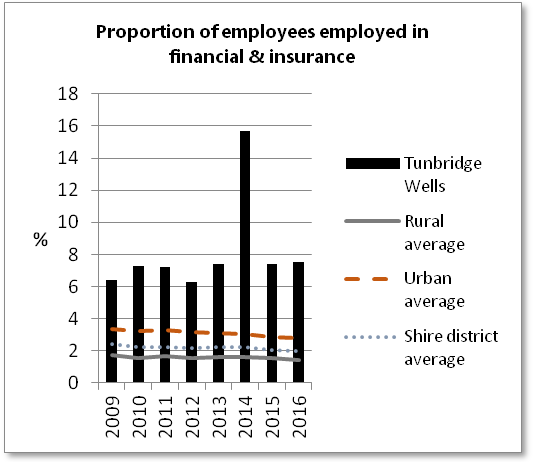 Proportion of employees employed in
financial & insurance
18
16
14
12
10
8
6
4
2
0
%
2009
2010
2011
2012
2013
2014
2015
2016
Tunbridge
Wells
Rural
average
Urban
average
Shire district
average